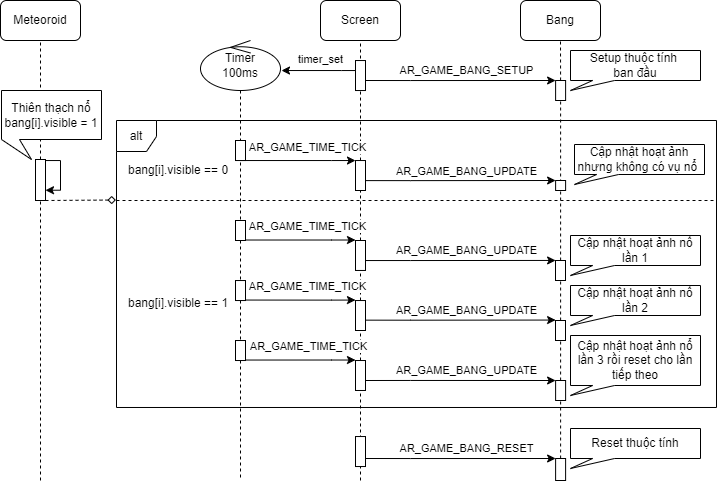 Meteoroid
Screen
Bang
Timer
100ms
timer_set
AR_GAME_BANG_SETUP
Setup thuộc tính
ban đầu
Thiên thạch nổ
bang[i].visible = 1
alt
AR_GAME_TIME_TICK
bang[i].visible == 0
AR_GAME_BANG_UPDATE
Cập nhật hoạt ảnh
nhưng không có vụ nổ
AR_GAME_TIME_TICK
AR_GAME_BANG_UPDATE
Cập nhật hoạt ảnh nổ
lần 1
AR_GAME_TIME_TICK
bang[i].visible == 1
AR_GAME_BANG_UPDATE
Cập nhật hoạt ảnh nổ
lần 2
AR_GAME_TIME_TICK
AR_GAME_BANG_UPDATE
Cập nhật hoạt ảnh nổ
lần 3 rồi reset cho lần
tiếp theo
AR_GAME_BANG_RESET
Reset thuộc tính